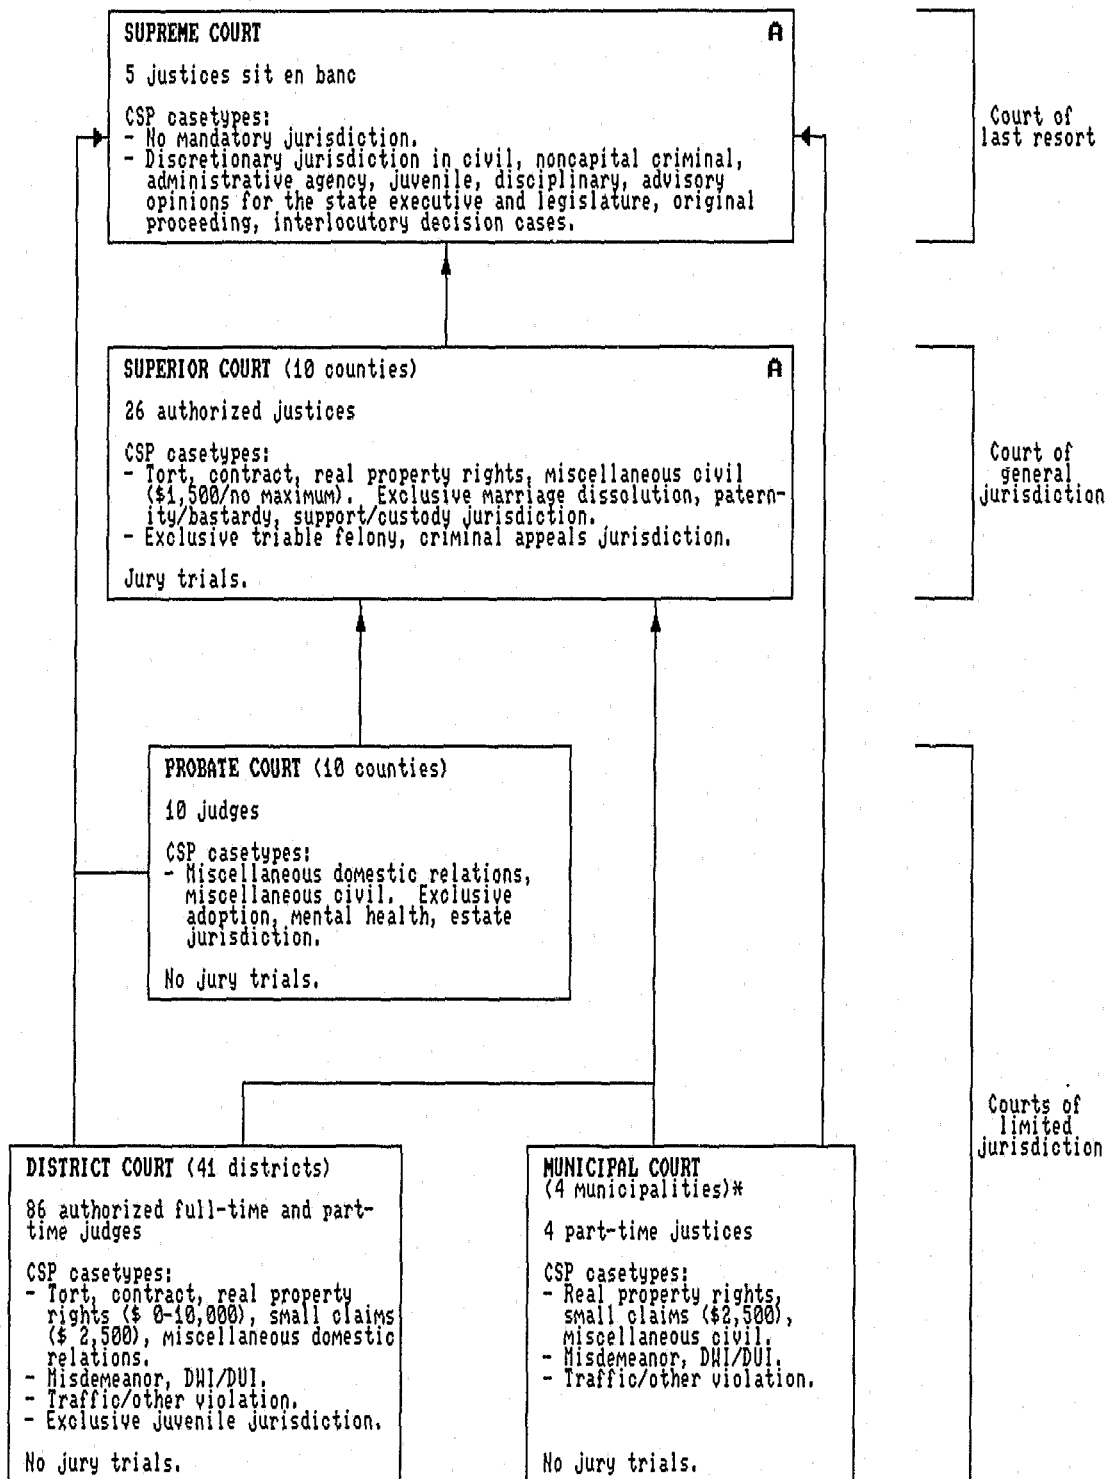 SUPREME COURT A
5 justices sit en banc
CSP casetypes:
- No mandatory jurisdiction.
- Discretionary jurisdiction in civil, noncapital criminal,
administrative agency, juvenile, disciplinary, advisory
opinions for the state executive and legislature, original
proceeding, interlocutory decision cases.
Court of
last resort
SUPERIOR COURT (10 counties) A
26 authorized justices
CSP casetypes:
- Tort, contract, real property rights, miscellaneous civil
($1,500/no maximum). Exclusive marriage dissolution, patern-
ity/bastardy, support/custody jurisdiction.
- Exclusive triable felony, criminal appeals jurisdiction.
Jury trials.
Court of
general
jurisdiction
PROBATE COURT (10 counties)
10 judges
CSP casetypes:
- Miscellaneous domestic relations,
miscellaneous civil. Exclusive
adoption, mental health, estate
jurisdiction.
No jury trials.
DISTRICT COURT (41 districts)
86 authorized full-time and part-
time judges
CSP casetypes:
- Tort, contract, real property
rights ($ 0-10,000), small claims
($ 2,500), miscellaneous domestic
relations.
- Misdemeanor, DWI/DUI.
- Traffic/other violation.
- Exclusive juvenile jurisdiction.
No jury trials.
MUNICIPAL COURT
(4 municipalities)*
4 part-time justices
CSP casetypes:
- Real property rights,
small claims ($2,500),
miscellaneous civil.
- Misdemeanor, DWI/DUI.
- Traffic/other violation.
No jury trials.
Courts of
limited
jurisdiction